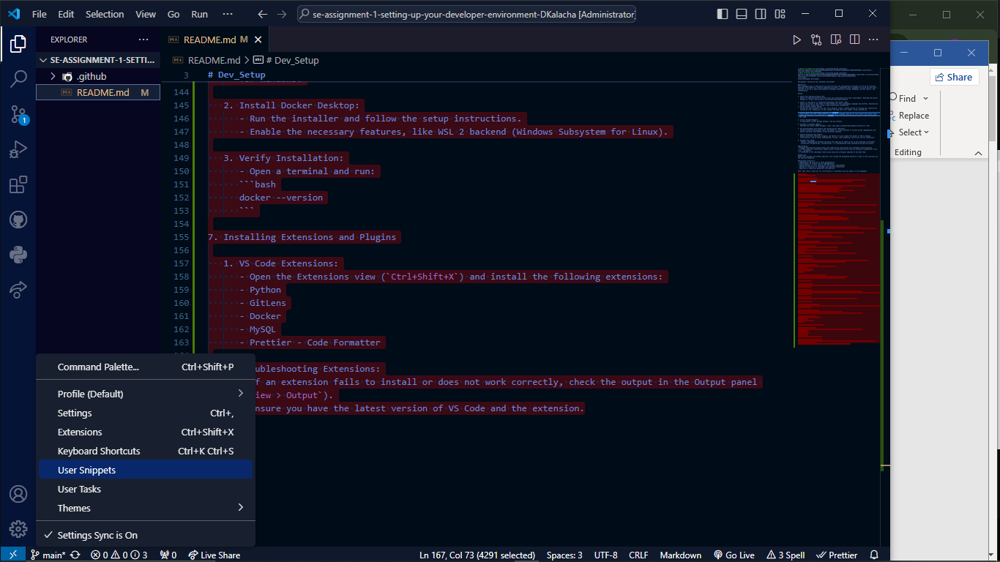 File Edit Selection View Go Run ···
se-assignment-1-setting-up-your-developer-environment-DKalacha [Administrator]
EXPLORER ···
README.md M
SE-ASSIGNMENT-1-SETTI...
.github
README.md M
README.md > # Dev_Setup
3 # Dev_Setup
144
145 2. Install Docker Desktop:
146 - Run the installer and follow the setup instructions.
147 - Enable the necessary features, like WSL 2 backend (Windows Subsystem for Linux).
148
149 3. Verify Installation:
150 - Open a terminal and run:
151 ```bash
152 docker --version
153 ```
154
155 7. Installing Extensions and Plugins
156
157 1. VS Code Extensions:
158 - Open the Extensions view (`Ctrl+Shift+X`) and install the following extensions:
159 - Python
160 - GitLens
161 - Docker
162 - MySQL
163 - Prettier - Code Formatter
ubleshooting Extensions:
f an extension fails to install or does not work correctly, check the output in the Output panel
iew > Output`).
nsure you have the latest version of VS Code and the extension.
1
Command Palette... Ctrl+Shift+P
Profile (Default)
Settings Ctrl+,
Extensions Ctrl+Shift+X
Keyboard Shortcuts Ctrl+K Ctrl+S
User Snippets
User Tasks
Themes
Settings Sync is On
Share
Find
Replace
Select
Editing
main* 0 0 3 0 Live Share Ln 167, Col 73 (4291 selected) Spaces: 3 UTF-8 CRLF Markdown Go Live 3 Spell Prettier